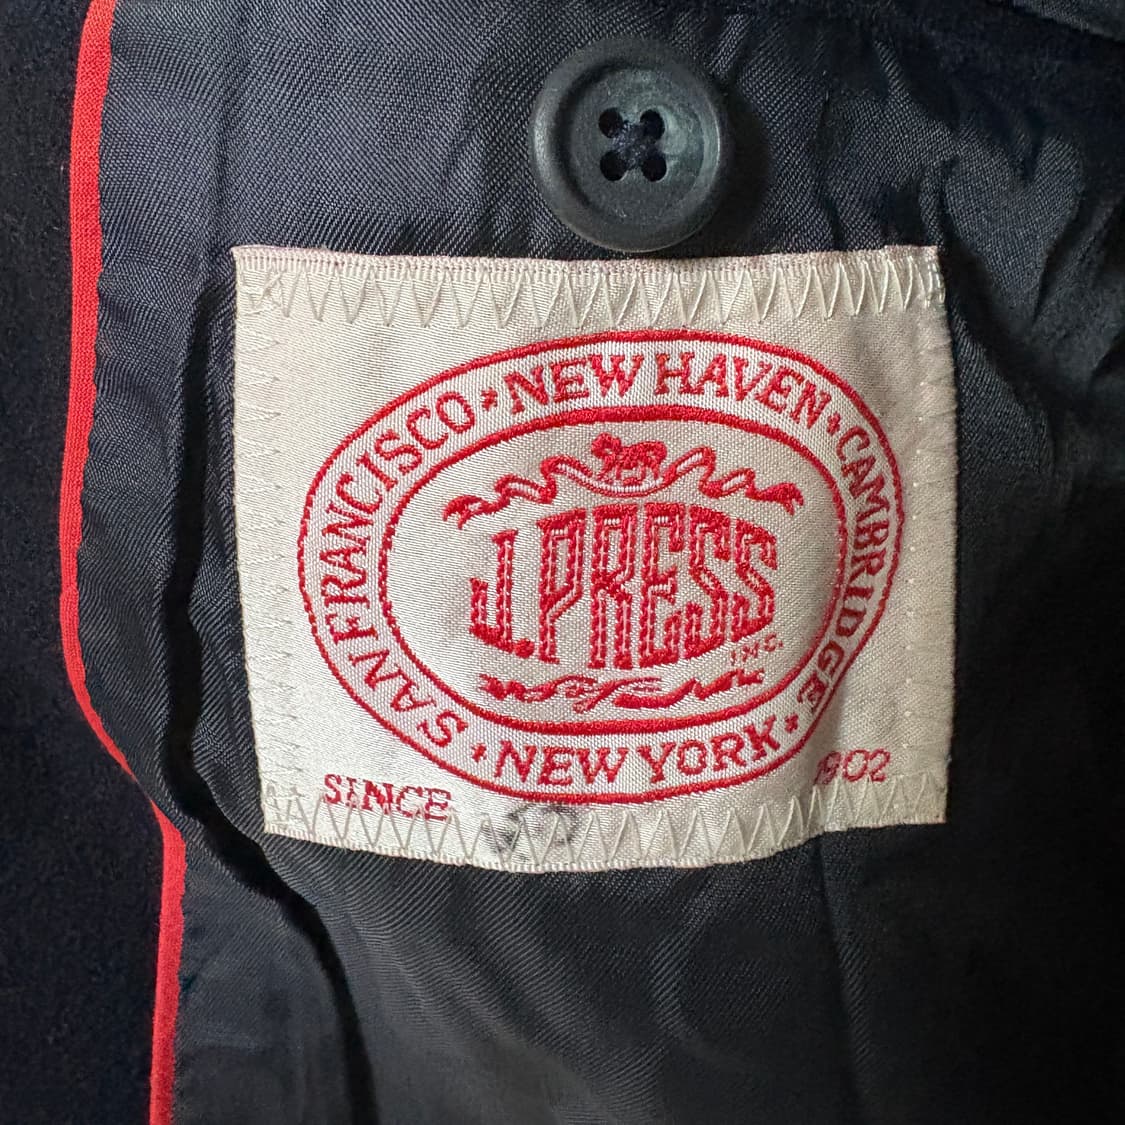 SAN FRANCISCO • NEW HAVEN • CAMBRIDGE • NEW YORK •
J. PRESS
INC.
SINCE 1902